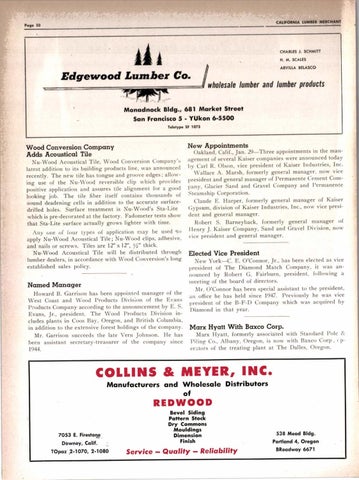 Page 50
CALIFORNIA LUMBER MERCHANT
CHARLES J. SCHMITT
N. M. SCALES
ARVILLA BELASCO
Edgewood Lumber Co.
wholesale lumber and lumber products
Monadnock Bldg., 681 Market Street
San Francisco 5 - YUkon 6-5500
Teletype SF 1075
Wood Conversion Company
Adds Acoustical Tile
Nu-Wood Acoustical Tile, Wood Conversion Company's
latest addition to its building products line, was announced
recently. The new tile has tongue and groove edges; allow-
ing use of the Nu-Wood reversible clip which provides
positive application and assures tile alignment for a good
looking job. The tile fiber itself contains thousands of
sound deadening cells in addition to the accurate surface-
drilled holes. Surface treatment is Nu-Wood's Sta-Lite
which is pre-decorated at the factory. Fadometer tests show
that Sta-Lite surface actually grows lighter with time.
Any one of four types of application may be used to
apply Nu-Wood Acoustical Tile; Nu-Wood clips, adhesive,
and nails or screws. Tiles are 12" x 12", ½" thick.
Nu-Wood Acoustical Tile will be distributed through
lumber dealers, in accordance with Wood Conversion's long
established sales policy.
Named Manager
Howard B. Garrison has been appointed manager of the
West Coast and Wood Products Division of the Evans
Products Company according to the announcement by E. S.
Evans, Jr., president. The Wood Products Division in-
cludes plants in Coos Bay, Oregon, and British Columbia,
in addition to the extensive forest holdings of the company.
Mr. Garrison succeeds the late Vern Johnson. He has
been assistant secretary-treasurer of the company since
1944.
New Appointments
Oakland, Calif., Jan. 29—Three appointments in the man-
agement of several Kaiser companies were announced today
by Carl R. Olson, vice president of Kaiser Industries, Inc.
Wallace A. Marsh, formerly general manager, now vice
president and general manager of Permanente Cement Com-
pany, Glacier Sand and Gravel Company and Permanente
Steamship Corporation.
Claude E. Harper, formerly general manager of Kaiser
Gypsum, division of Kaiser Industries, Inc., now vice presi-
dent and general manager.
Robert S. Barney, formerly general manager of
Henry J. Kaiser Company, Sand and Gravel Division, now
vice president and general manager.
Elected Vice President
New York—C. E. O'Connor, Jr., has been elected as vice
president of The Diamond Match Company, it was an-
nounced by Robert G. Fairburn, president, following a
meeting of the board of directors.
Mr. O'Connor has been special assistant to the president,
an office he has held since 1947. Previously he was vice
president of the B-F-D Company which was acquired by
Diamond in that year.
Marx Hyatt With Baxco Corp.
Marx Hyatt, formerly associated with Standard Pole &
Piling Co., Albany, Oregon, is now with Baxco Corp.,
erators of the treating plant at The Dalles, Oregon.
COLLINS & MEYER, INC.
Manufacturers and Wholesale Distributors
of
REDWOOD
Bevel Siding
Pattern Stock
Dry Commons
Mouldings
Dimension
Finish
7053 E. Firestone
Downey, Calif.
TOpaz 2-1070, 2-1080
538 Mead Bldg.
Portland 4, Oregon
BRoadway 6671
Service — Quality — Reliability